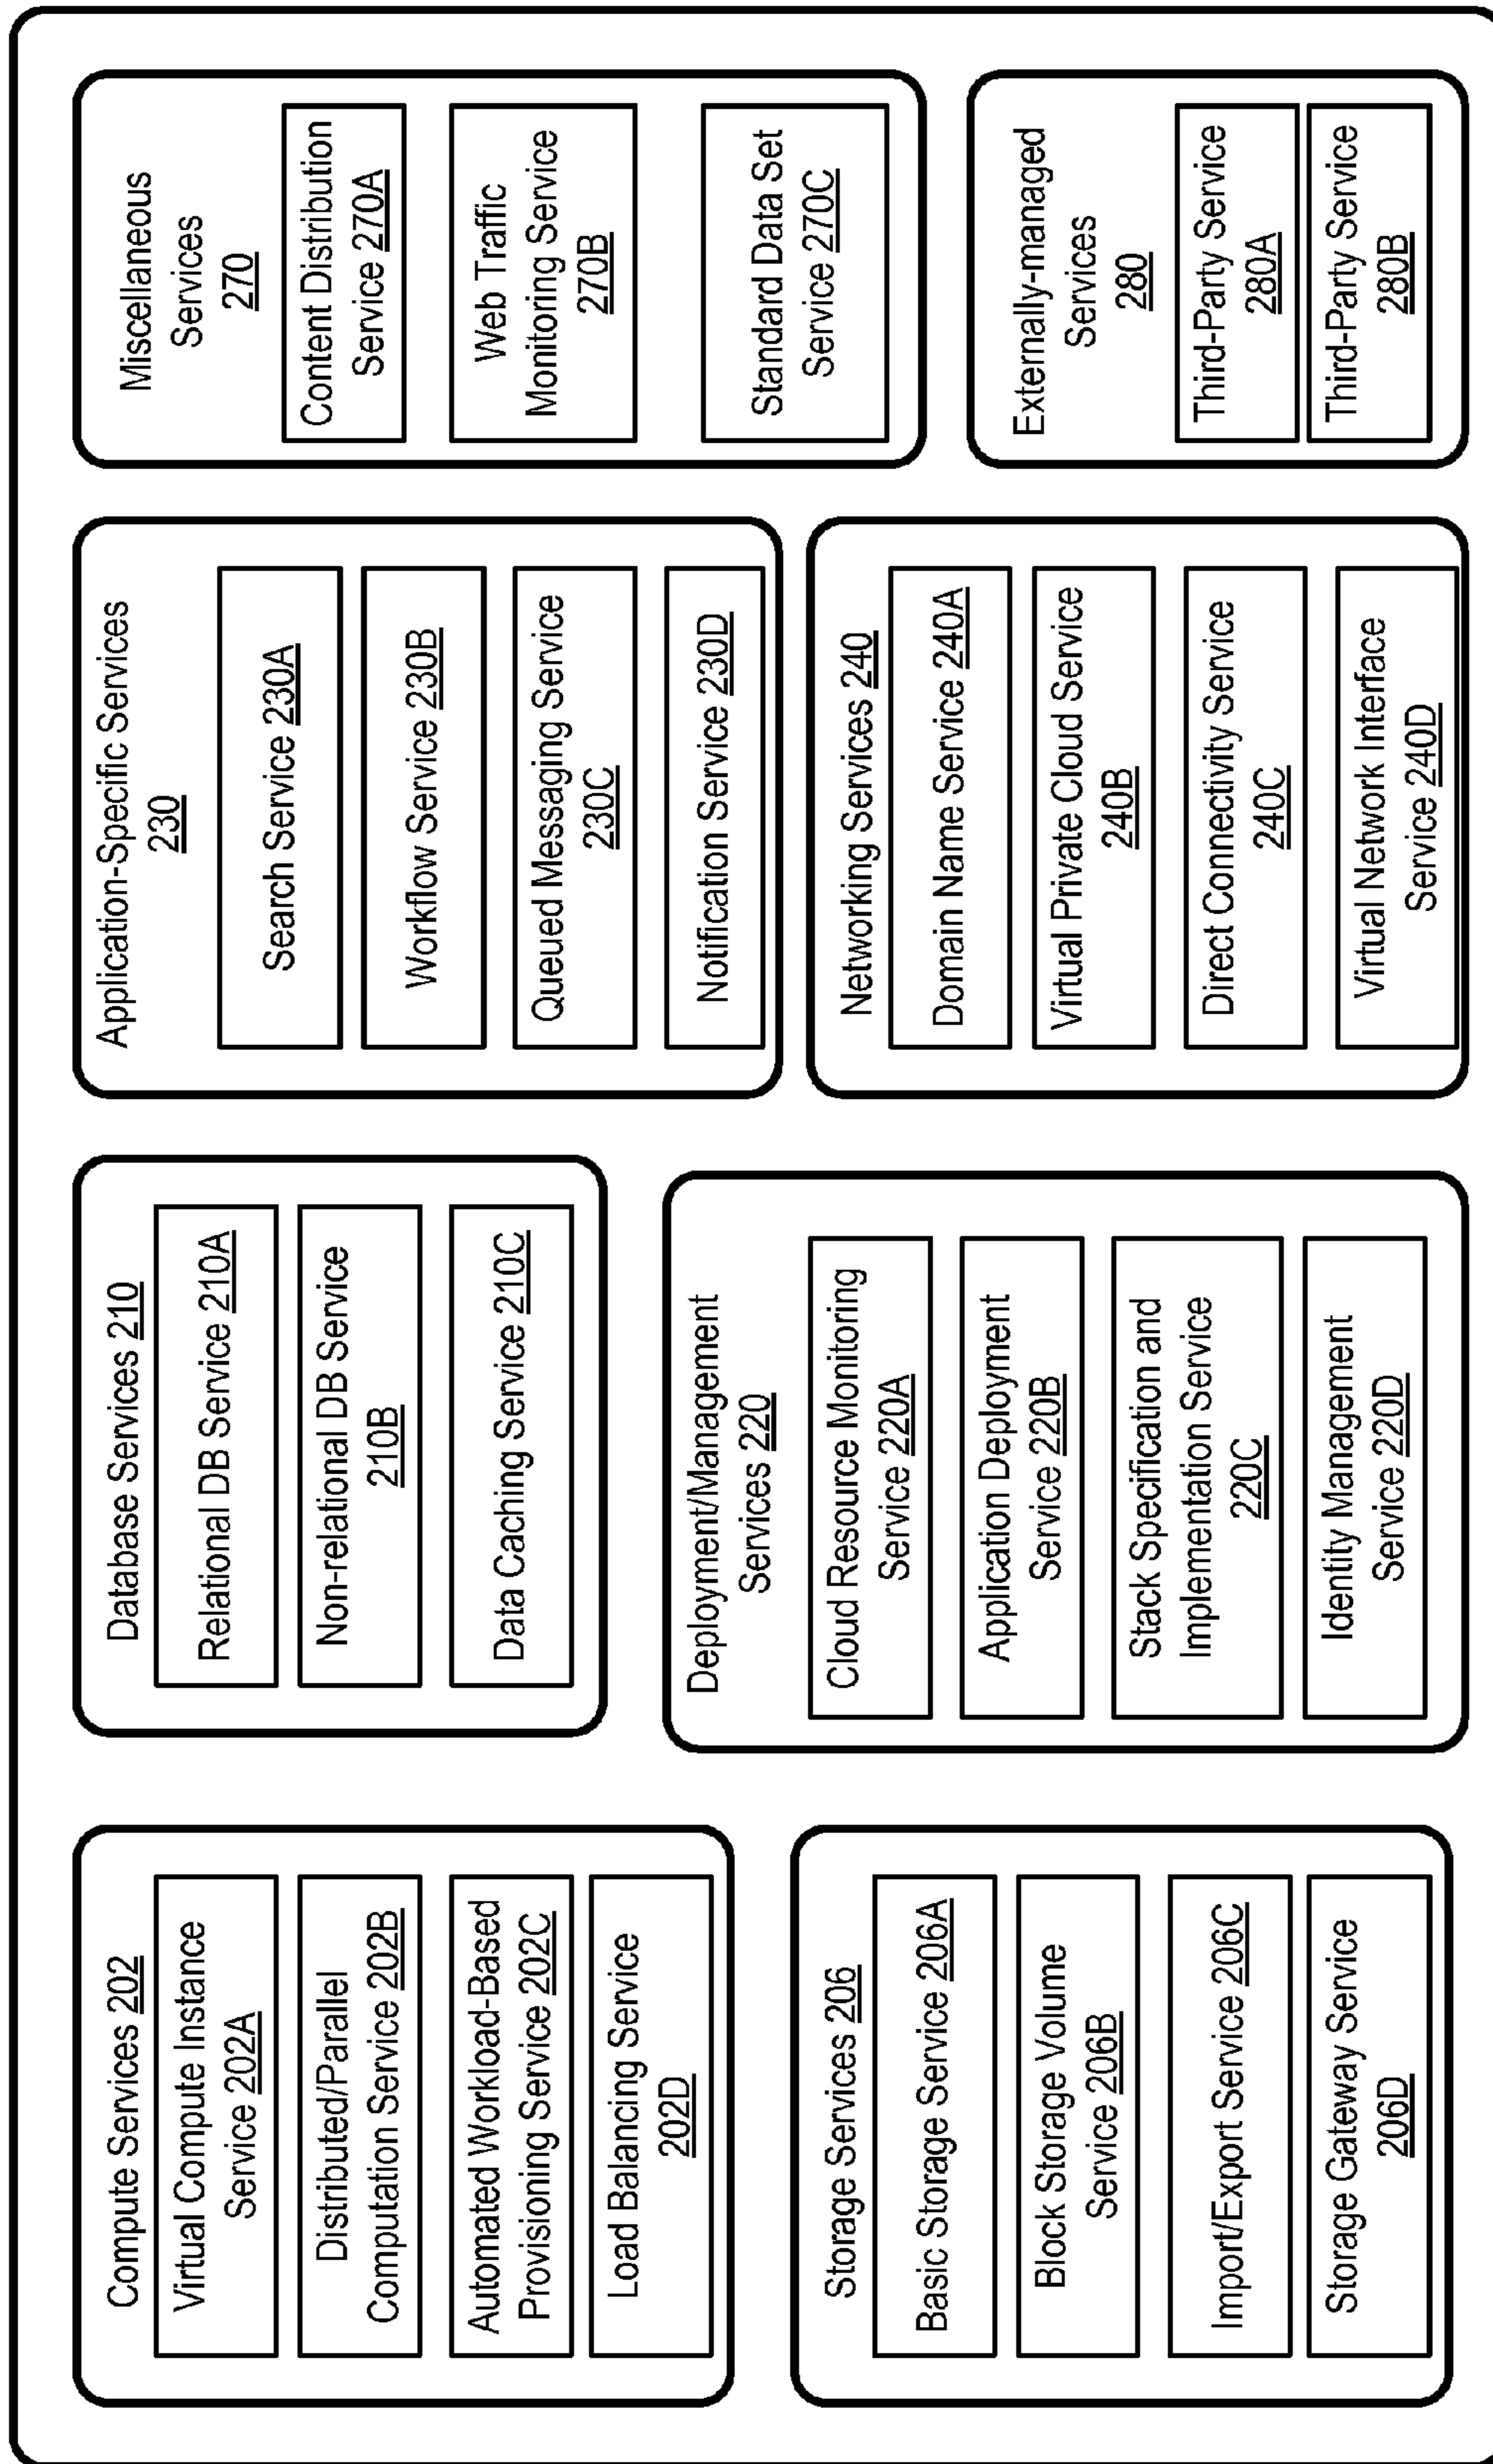 Compute Services 202
Virtual Compute Instance
Service 202A
Distributed/Parallel
Computation Service 202B
Automated Workload-Based
Provisioning Service 202C
Load Balancing Service
202D
Storage Services 206
Basic Storage Service 206A
Block Storage Volume
Service 206B
Import/Export Service 206C
Storage Gateway Service
206D
Database Services 210
Relational DB Service 210A
Non-relational DB Service
210B
Data Caching Service 210C
Deployment/Management
Services 220
Cloud Resource Monitoring
Service 220A
Application Deployment
Service 220B
Stack Specification and
Implementation Service
220C
Identity Management
Service 220D
Application-Specific Services
230
Search Service 230A
Workflow Service 230B
Queued Messaging Service
230C
Notification Service 230D
Networking Services 240
Domain Name Service 240A
Virtual Private Cloud Service
240B
Direct Connectivity Service
240C
Virtual Network Interface
Service 240D
Miscellaneous
Services
270
Content Distribution
Service 270A
Web Traffic
Monitoring Service
270B
Standard Data Set
Service 270C
Externally-managed
Services
280
Third-Party Service
280A
Third-Party Service
280B